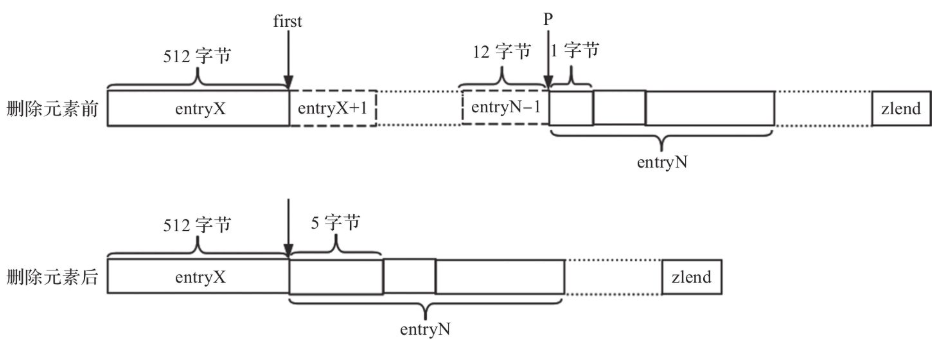 first
P
512 字节
12 字节
1 字节
删除元素前
entryX
entryX+1
entryN-1
zlend
entryN
512 字节
5 字节
删除元素后
entryX
zlend
entryN